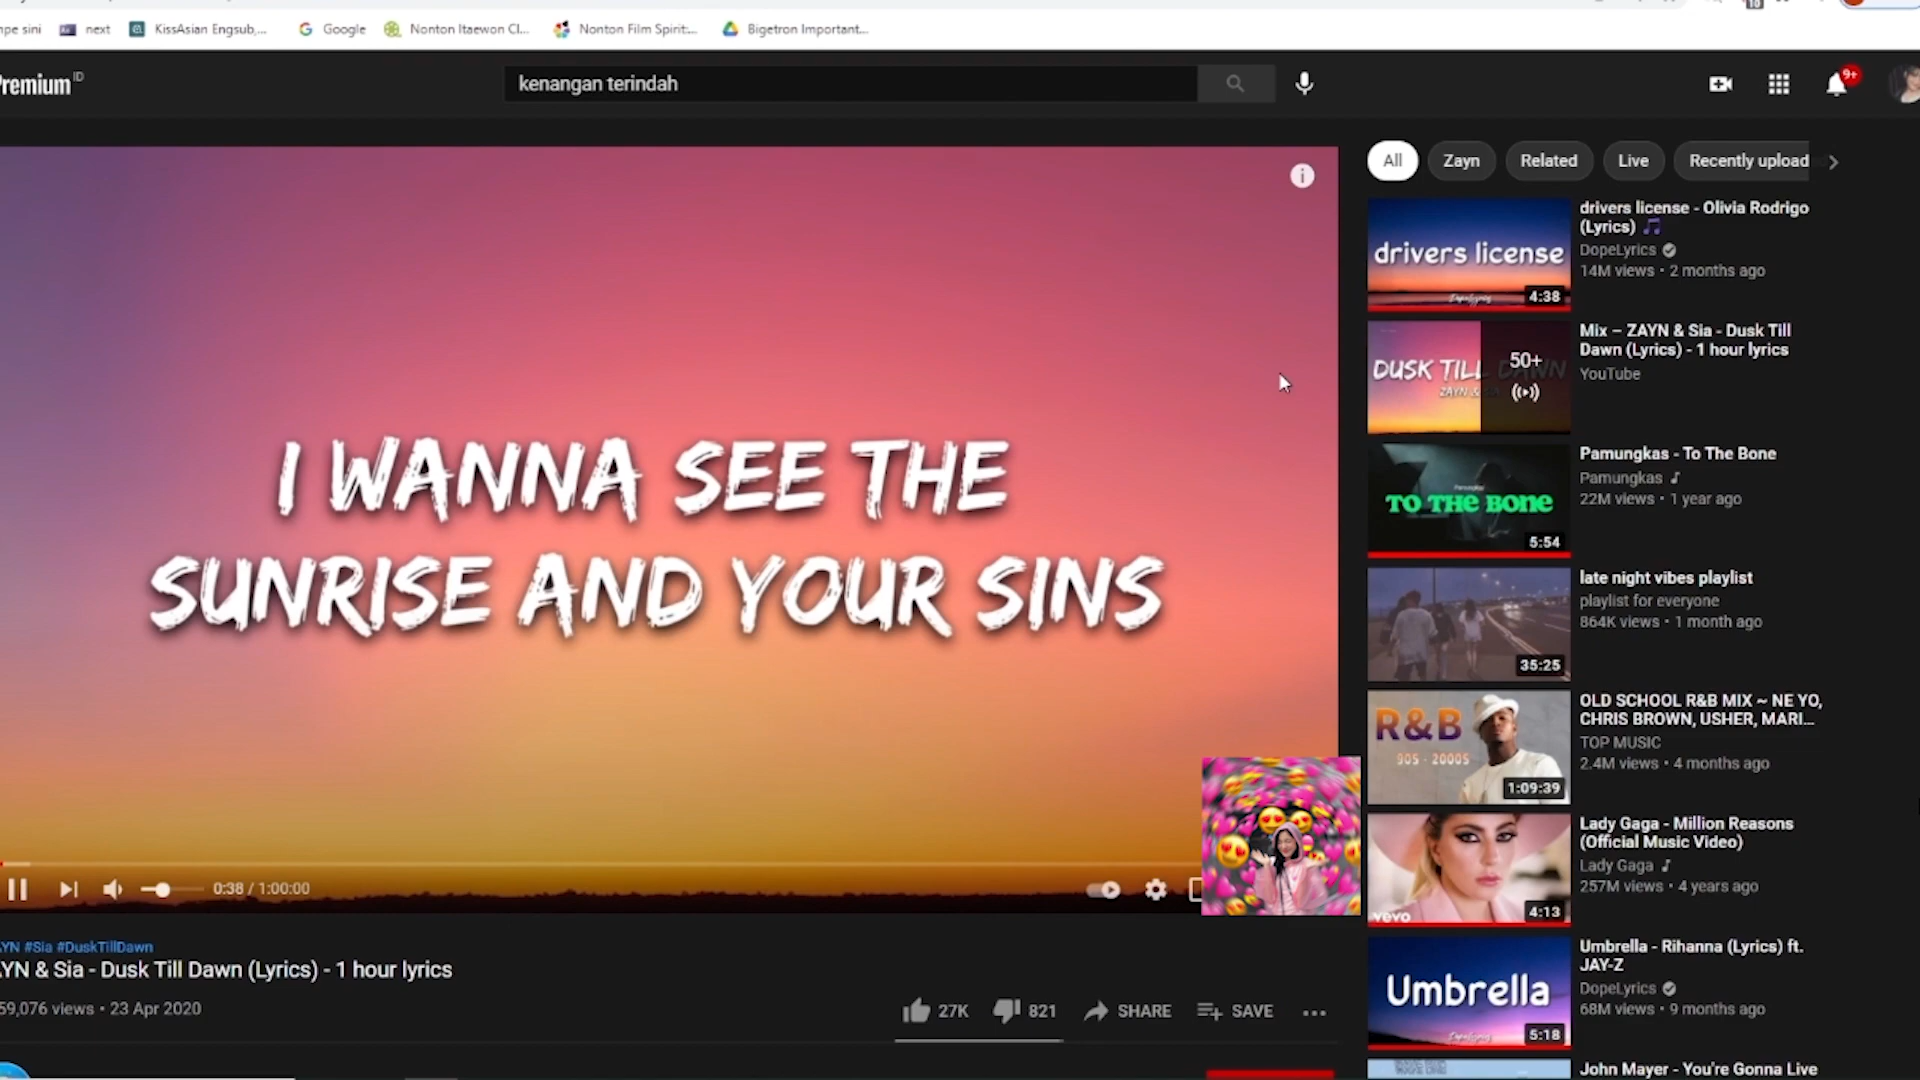 mpe sini
next
KissAsian Engsub,...
Google
Nonton Itaewon Cl...
Nonton Film Spirit:...
Bigetron Important...
Premium ID
kenangan terindah
9+
All
Zayn
Related
Live
Recently upload
I WANNA SEE THE
SUNRISE AND YOUR SINS
0:38 / 1:00:00
YN #Sia #DuskTillDawn
YN & Sia - Dusk Till Dawn (Lyrics) - 1 hour lyrics
59,076 views • 23 Apr 2020
27K
821
SHARE
SAVE
drivers license
4:38
drivers license - Olivia Rodrigo
(Lyrics) 🎵
DopeLyrics
14M views • 2 months ago
DUSK TILL DAWN
ZAYN &
50+
Mix – ZAYN & Sia - Dusk Till
Dawn (Lyrics) - 1 hour lyrics
YouTube
TO THE BONE
5:54
Pamungkas - To The Bone
Pamungkas ♪
22M views • 1 year ago
35:25
late night vibes playlist
playlist for everyone
864K views • 1 month ago
R&B
90S - 2000S
1:09:39
OLD SCHOOL R&B MIX ~ NE YO,
CHRIS BROWN, USHER, MARI...
TOP MUSIC
2.4M views • 4 months ago
vevo
4:13
Lady Gaga - Million Reasons
(Official Music Video)
Lady Gaga ♪
257M views • 4 years ago
Umbrella
5:18
Umbrella - Rihanna (Lyrics) ft.
JAY-Z
DopeLyrics
68M views • 9 months ago
John Mayer - You're Gonna Live